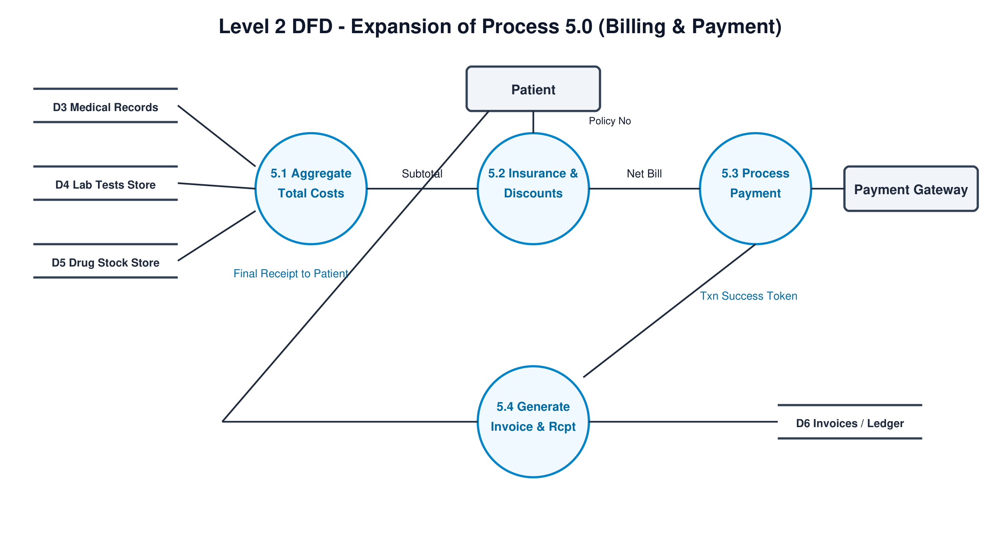 Level 2 DFD - Expansion of Process 5.0 (Billing & Payment)
Patient
D3 Medical Records
Policy No
5.1 Aggregate
Total Costs
Subtotal
5.2 Insurance &
Discounts
Net Bill
5.3 Process
Payment
Payment Gateway
D4 Lab Tests Store
D5 Drug Stock Store
Final Receipt to Patient
Txn Success Token
5.4 Generate
Invoice & Rcpt
D6 Invoices / Ledger